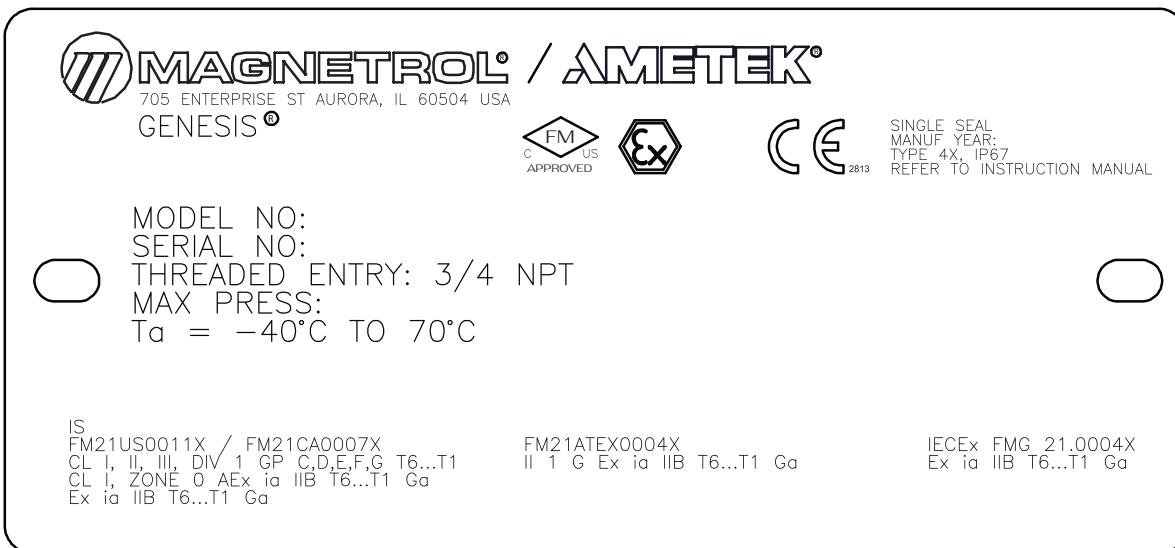 MAGNETROL® / AMETEK®
705 ENTERPRISE ST AURORA, IL 60504 USA
GENESIS®
FM
C US
APPROVED
Ex
CE 2813
SINGLE SEAL
MANUF YEAR:
TYPE 4X, IP67
REFER TO INSTRUCTION MANUAL
MODEL NO:
SERIAL NO:
THREADED ENTRY: 3/4 NPT
MAX PRESS:
Ta = -40°C TO 70°C
IS
FM21US0011X / FM21CA0007X
CL I, II, III, DIV 1 GP C,D,E,F,G T6...T1
CL I, ZONE 0 AEx ia IIB T6...T1 Ga
Ex ia IIB T6...T1 Ga
FM21ATEX0004X
II 1 G Ex ia IIB T6...T1 Ga
IECEx FMG 21.0004X
Ex ia IIB T6...T1 Ga